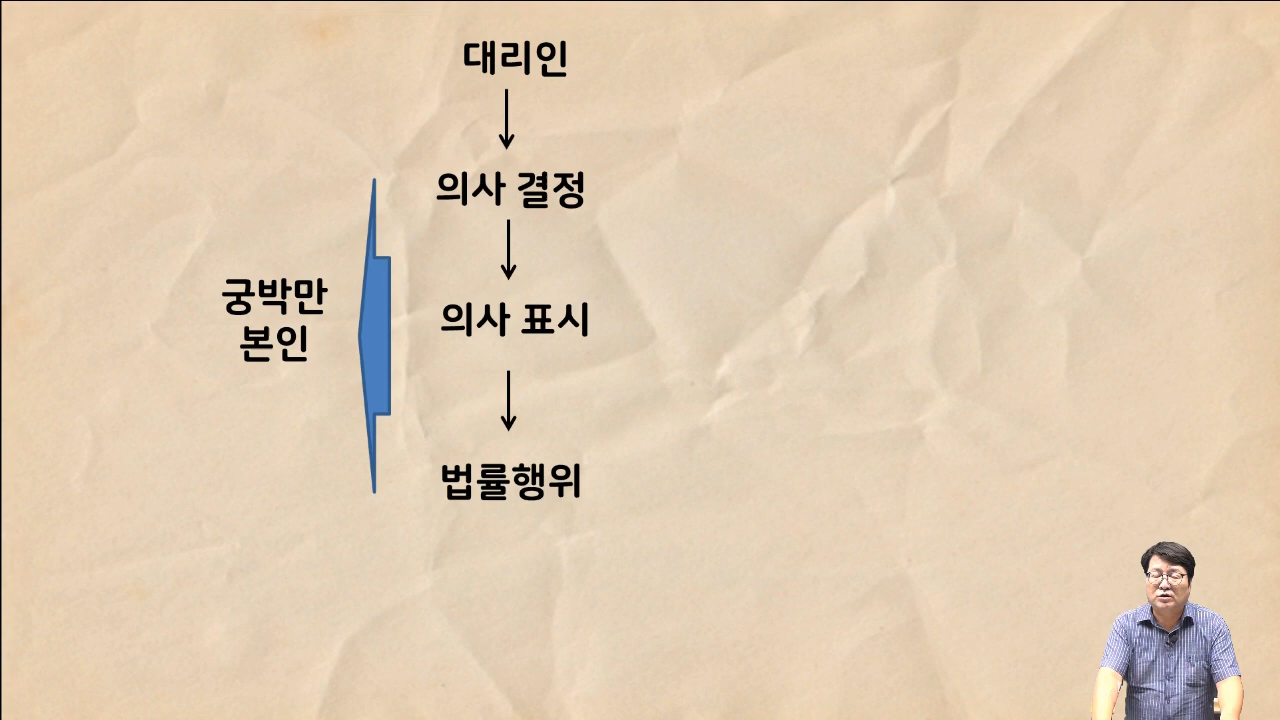 대리인
의사 결정
궁박만
본인
의사 표시
법률행위